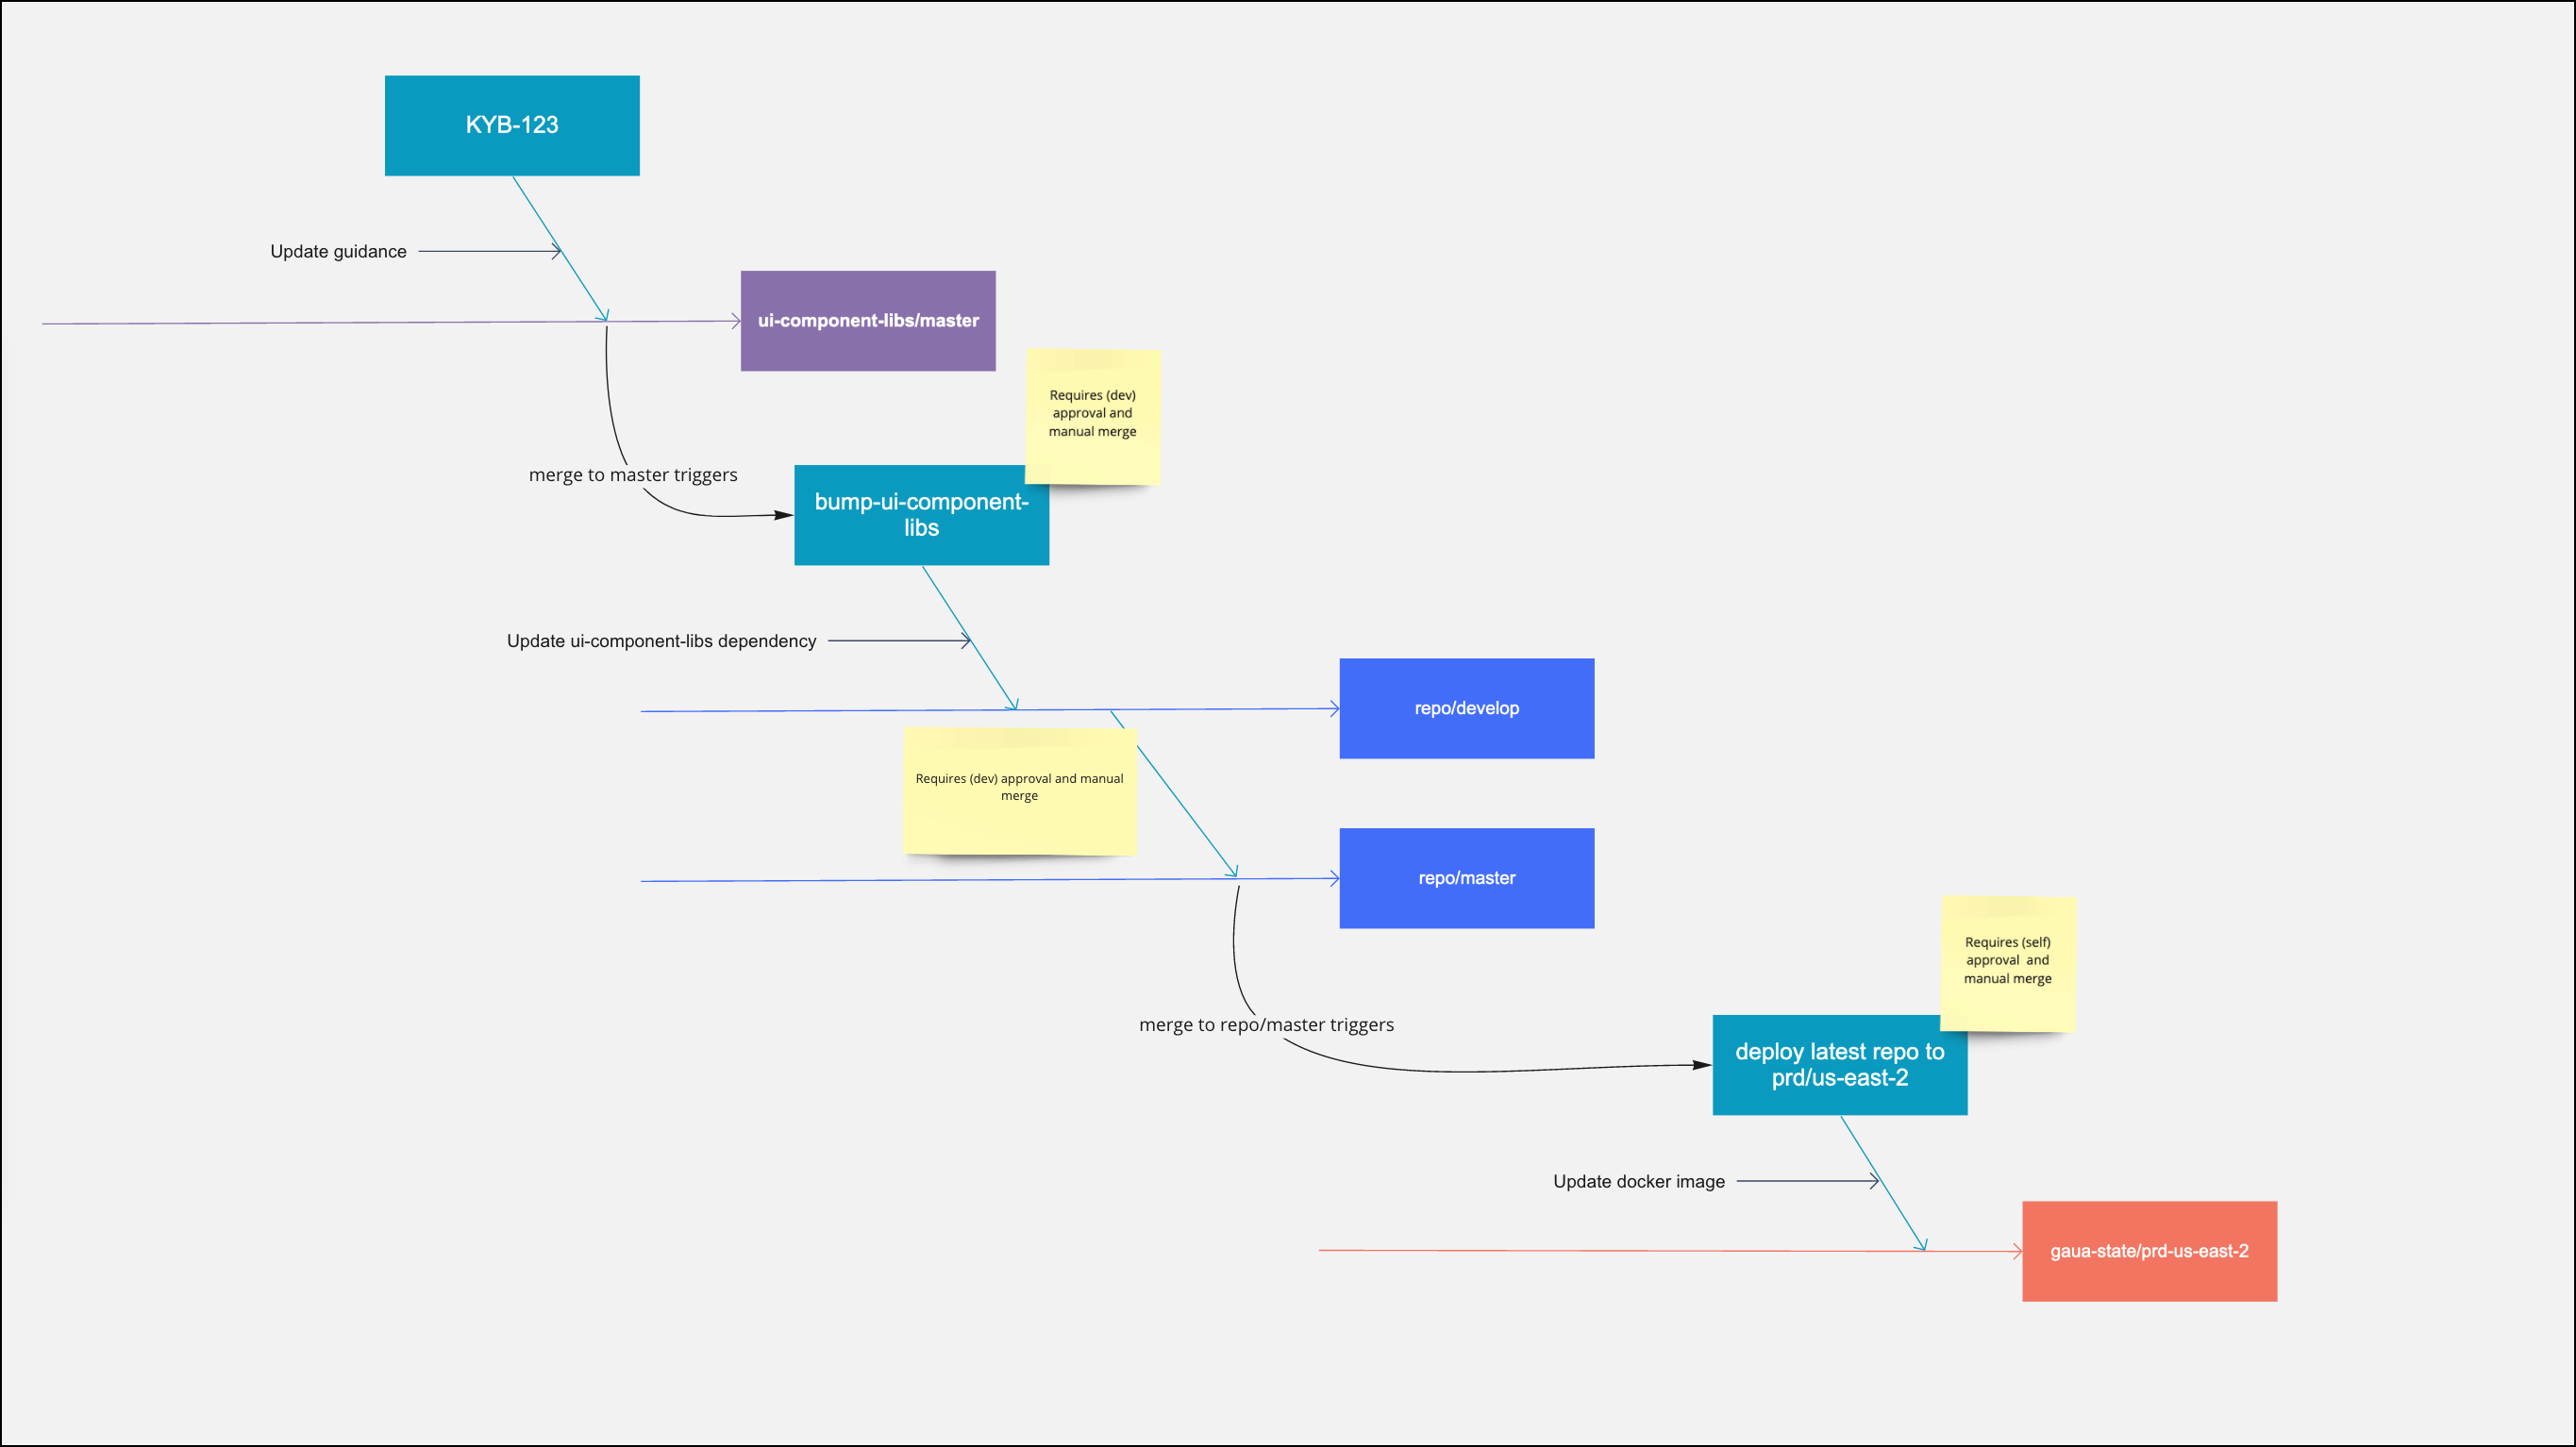 KYB-123
Update guidance
ui-component-libs/master
Requires (dev)
approval and
manual merge
merge to master triggers
bump-ui-component-
libs
Update ui-component-libs dependency
repo/develop
Requires (dev) approval and manual
merge
repo/master
Requires (self)
approval and
manual merge
merge to repo/master triggers
deploy latest repo to
prd/us-east-2
Update docker image
gaua-state/prd-us-east-2